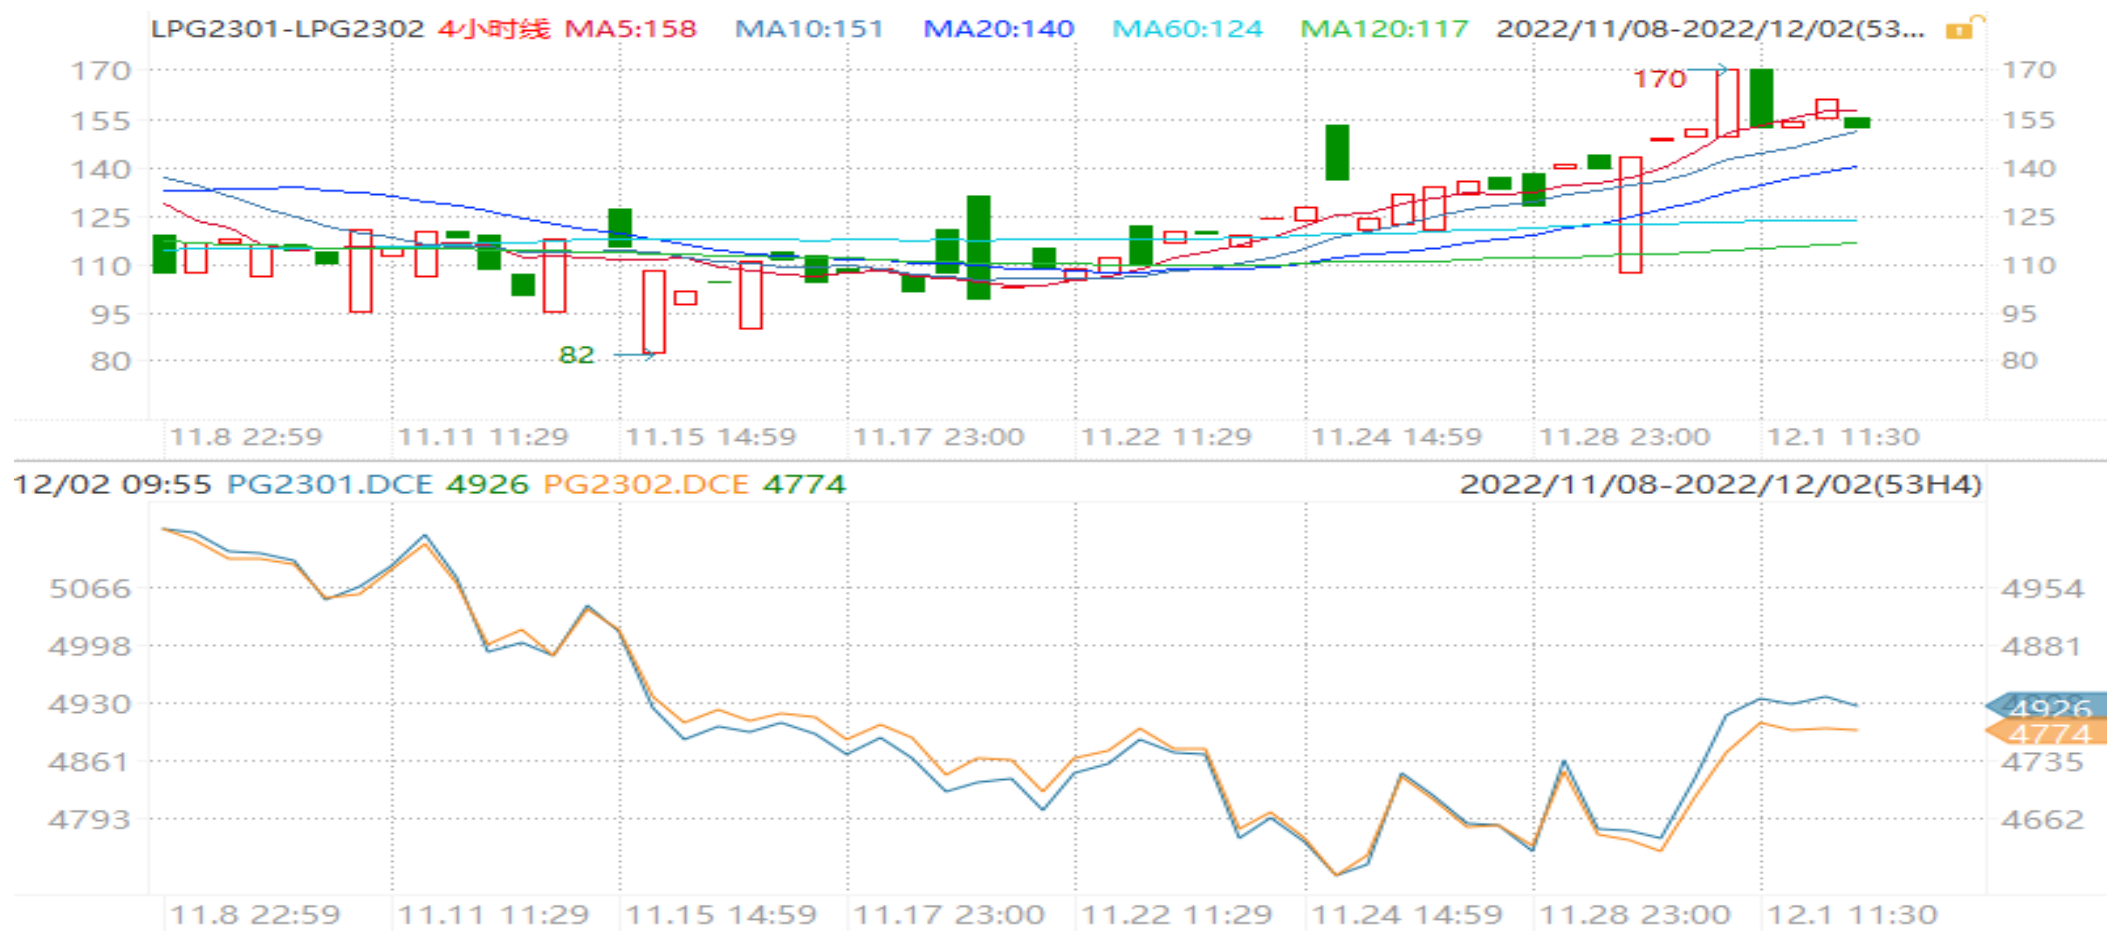 LPG2301-LPG2302 4小时线 MA5:158 MA10:151 MA20:140 MA60:124 MA120:117 2022/11/08-2022/12/02(53...
170 170 170
155 155
140 140
125 125
110 110
95 95
82
80 80
11.8 22:59 11.11 11:29 11.15 14:59 11.17 23:00 11.22 11:29 11.24 14:59 11.28 23:00 12.1 11:30
12/02 09:55 PG2301.DCE 4926 PG2302.DCE 4774 2022/11/08-2022/12/02(53H4)
5066 4954
4998 4881
4930
4926
4774
4861 4735
4793 4662
11.8 22:59 11.11 11:29 11.15 14:59 11.17 23:00 11.22 11:29 11.24 14:59 11.28 23:00 12.1 11:30